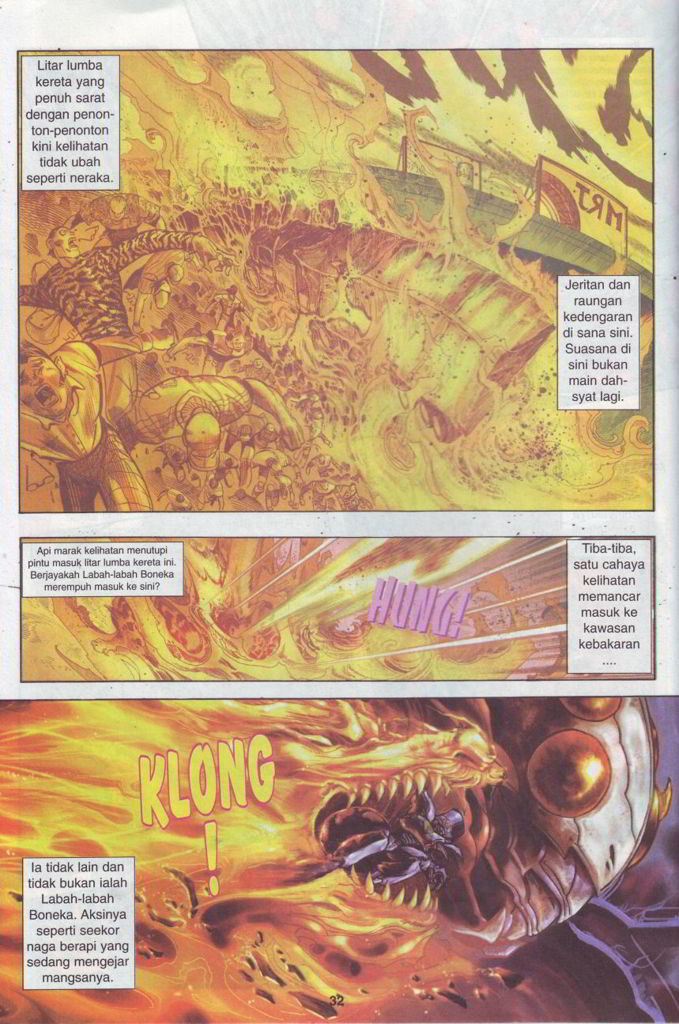 Litar lumba
kereta yang
penuh sarat
dengan penon-
ton-penonton
kini kelihatan
tidak ubah
seperti neraka.
MRT
Jeritan dan
raungan
kedengaran
di sana sini.
Suasana di
sini bukan
main dah-
syat lagi.
Api marak kelihatan menutupi
pintu masuk litar lumba kereta ini.
Berjayakah Labah-labah Boneka
merempuh masuk ke sini?
HUNG!
Tiba-tiba,
satu cahaya
kelihatan
memancar
masuk ke
kawasan
kebakaran
....
KLONG
!
Ia tidak lain dan
tidak bukan ialah
Labah-labah
Boneka. Aksinya
seperti seekor
naga berapi yang
sedang mengejar
mangsanya.
32